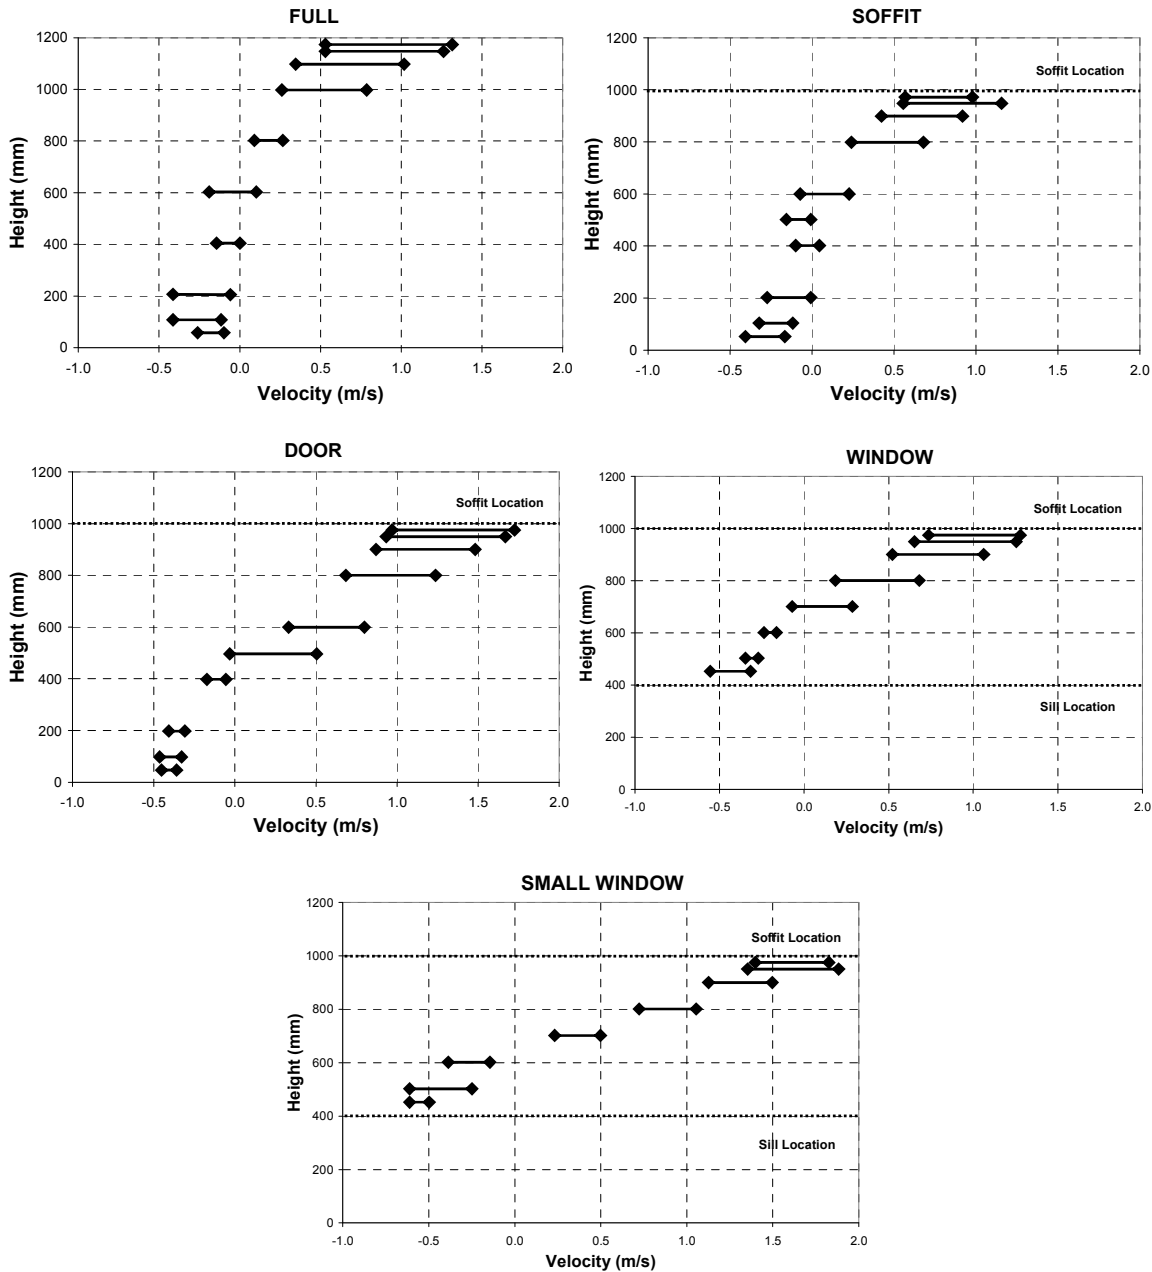 FULL
1200
1000
800
600
400
200
0
-1.0 -0.5 0.0 0.5 1.0 1.5 2.0
Height (mm)
Velocity (m/s)
SOFFIT
1200
1000
800
600
400
200
0
-1.0 -0.5 0.0 0.5 1.0 1.5 2.0
Height (mm)
Velocity (m/s)
Soffit Location
DOOR
1200
1000
800
600
400
200
0
-1.0 -0.5 0.0 0.5 1.0 1.5 2.0
Height (mm)
Velocity (m/s)
Soffit Location
WINDOW
1200
1000
800
600
400
200
0
-1.0 -0.5 0.0 0.5 1.0 1.5 2.0
Height (mm)
Velocity (m/s)
Soffit Location
Sill Location
SMALL WINDOW
1200
1000
800
600
400
200
0
-1.0 -0.5 0.0 0.5 1.0 1.5 2.0
Height (mm)
Velocity (m/s)
Soffit Location
Sill Location